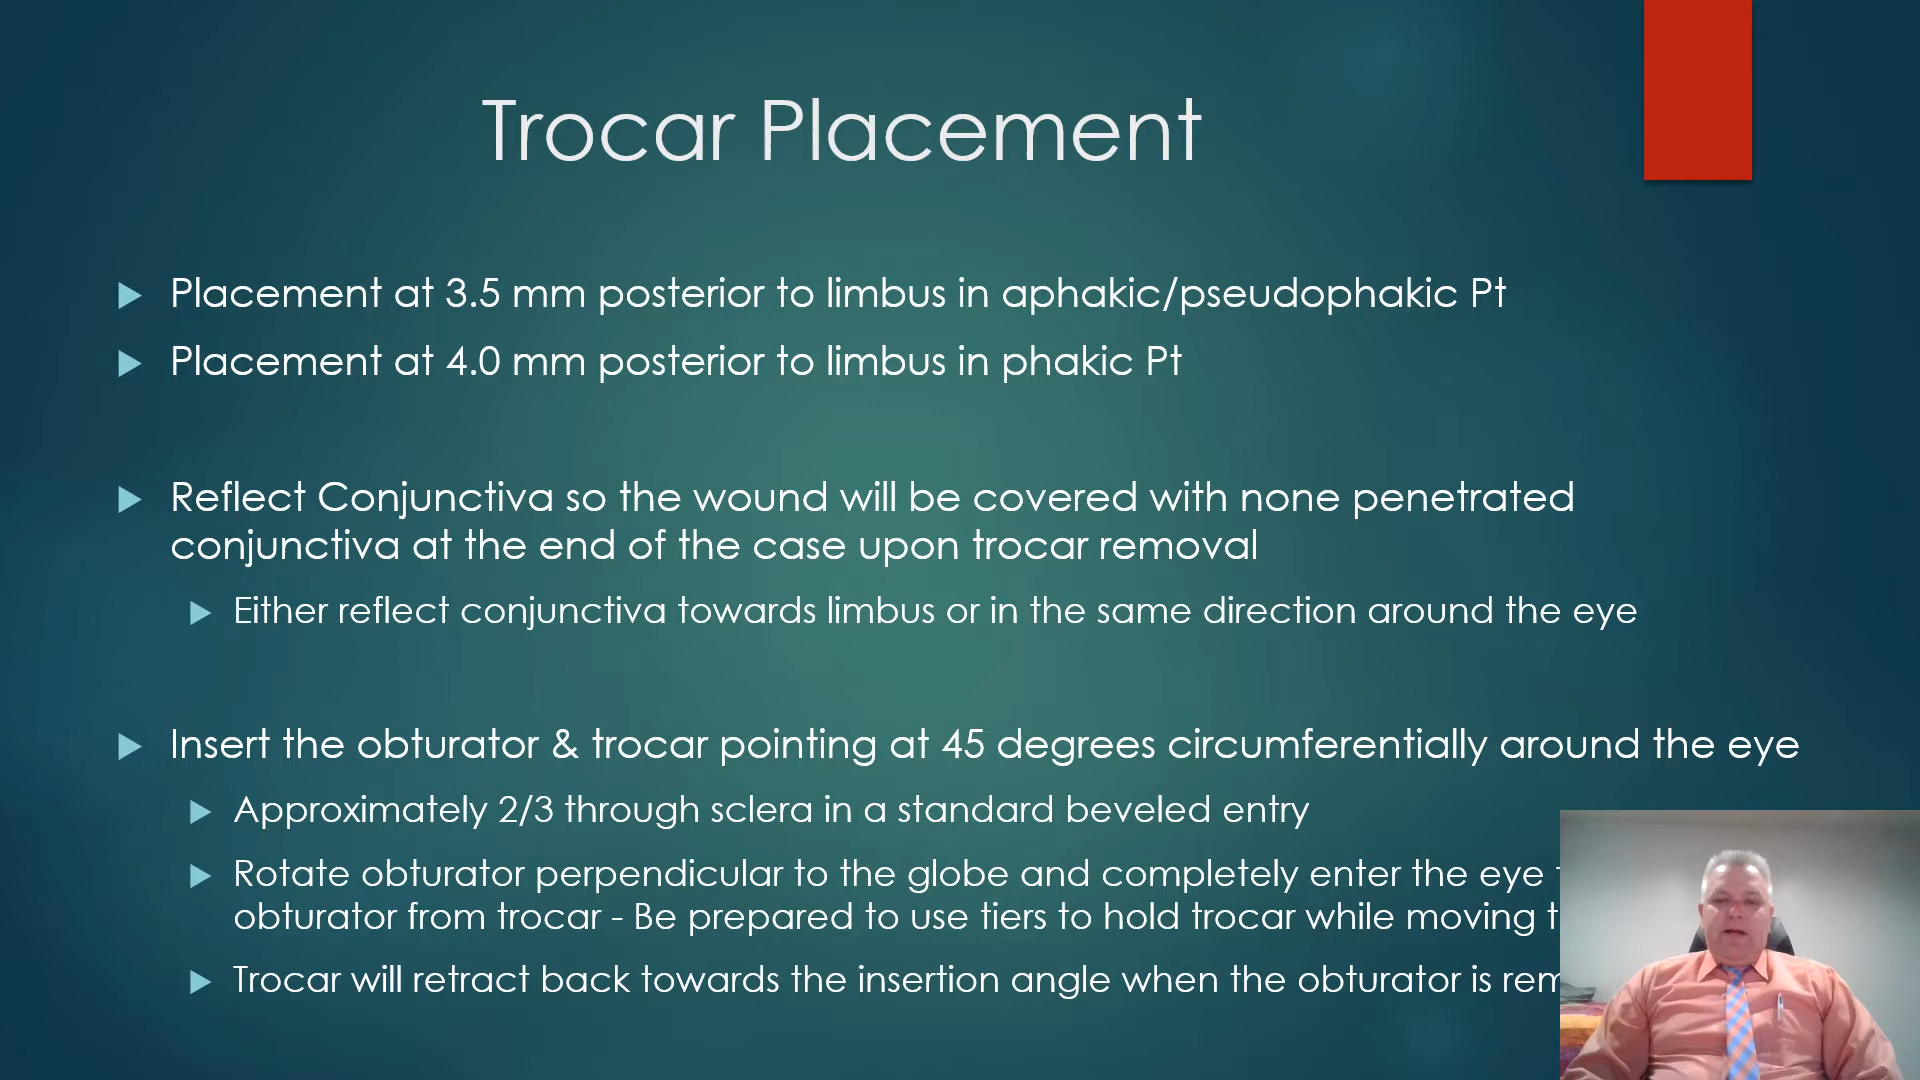 Trocar Placement
Placement at 3.5 mm posterior to limbus in aphakic/pseudophakic Pt
Placement at 4.0 mm posterior to limbus in phakic Pt
Reflect Conjunctiva so the wound will be covered with none penetrated
conjunctiva at the end of the case upon trocar removal
Either reflect conjunctiva towards limbus or in the same direction around the eye
Insert the obturator & trocar pointing at 45 degrees circumferentially around the eye
Approximately 2/3 through sclera in a standard beveled entry
Rotate obturator perpendicular to the globe and completely enter the eye
obturator from trocar - Be prepared to use tiers to hold trocar while moving
Trocar will retract back towards the insertion angle when the obturator is